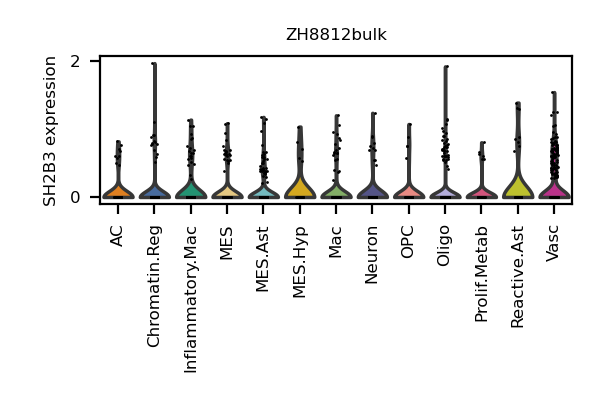 ZH8812bulk
SH2B3 expression
2
0
AC
Chromatin.Reg
Inflammatory.Mac
MES
MES.Ast
MES.Hyp
Mac
Neuron
OPC
Oligo
Prolif.Metab
Reactive.Ast
Vasc